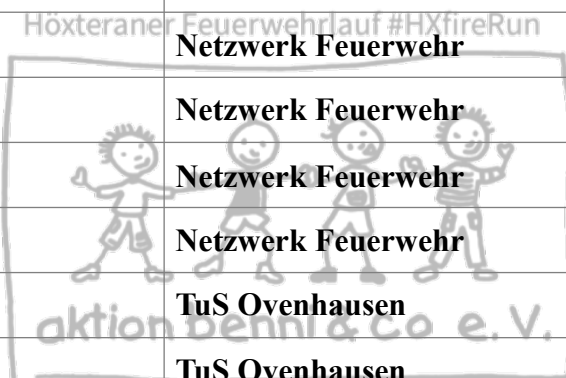 Höxteraner Feuerwehrlauf #HXfireRun
Netzwerk Feuerwehr
Netzwerk Feuerwehr
Netzwerk Feuerwehr
Netzwerk Feuerwehr
TuS Ovenhausen
aktion benni & co e. V.
TuS Ovenhausen